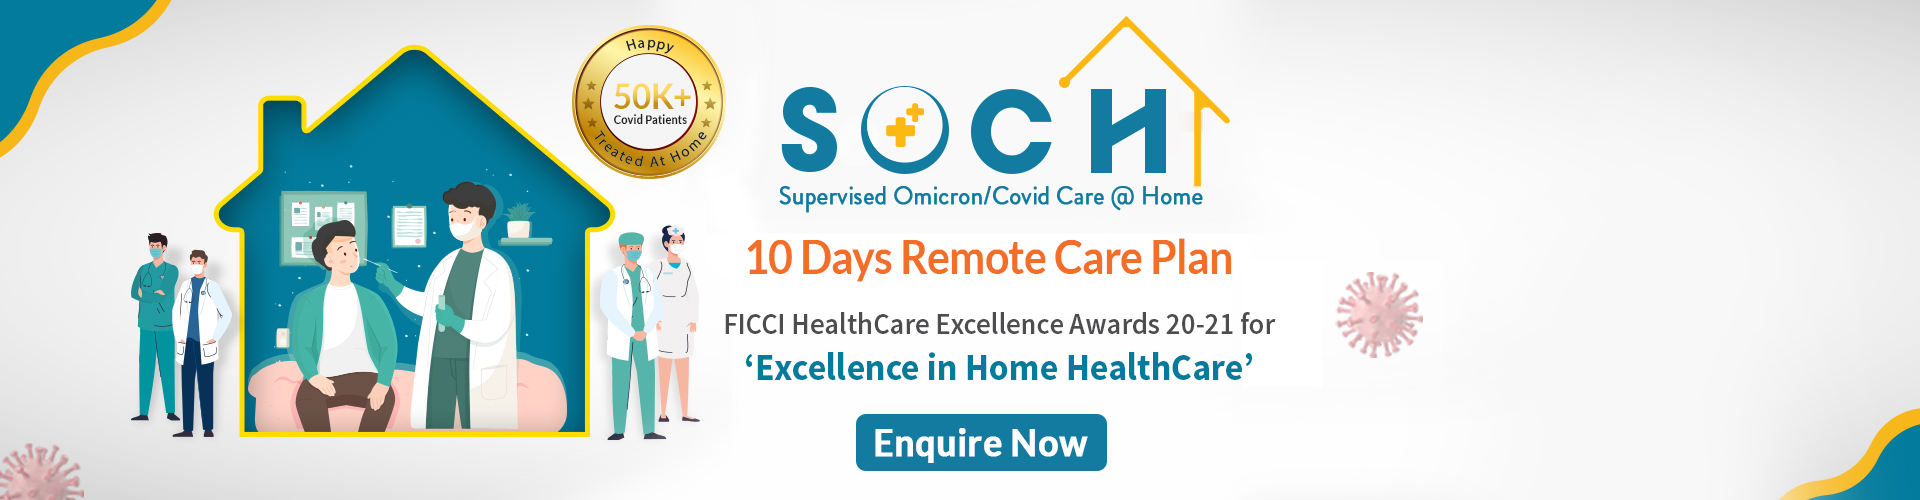 Happy
50K+
Covid Patients
Treated At Home
SOCH
Supervised Omicron/Covid Care @ Home
10 Days Remote Care Plan
FICCI HealthCare Excellence Awards 20-21 for
‘Excellence in Home HealthCare’
Enquire Now